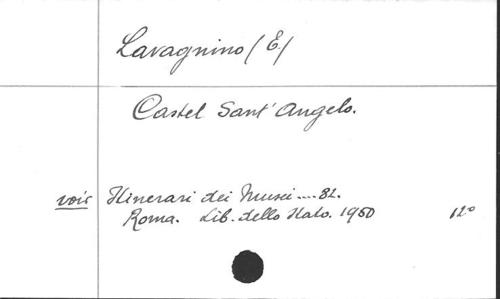 Lavagnino (E.)
Castel Sant' Angelo.
voir Itinerari dei Musei .... 82.
Roma. Lib. dello Stato. 1950 12°